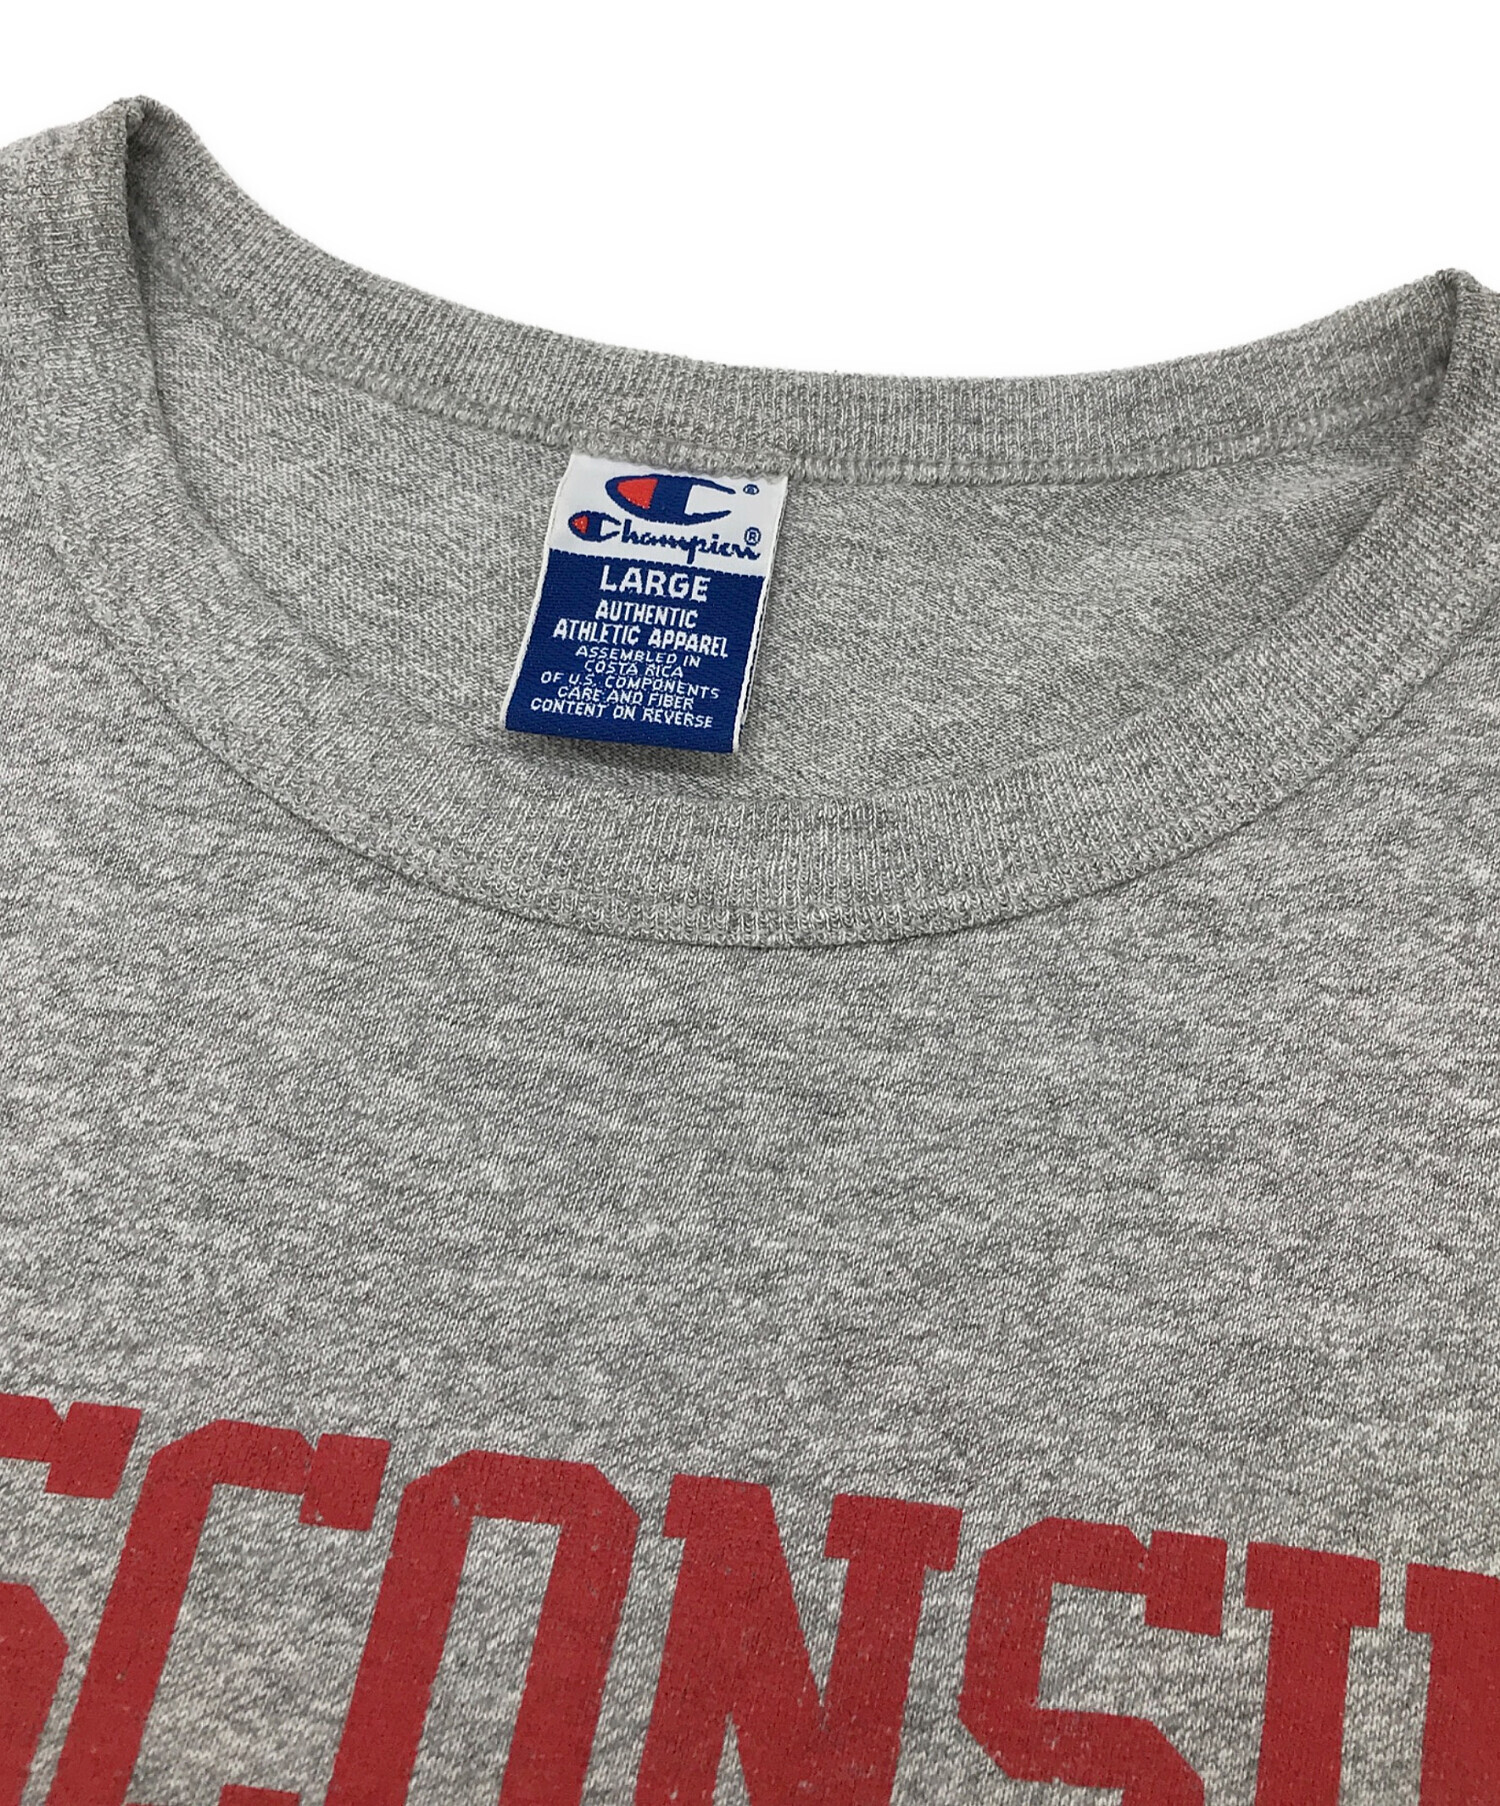 Champion®
LARGE
AUTHENTIC
ATHLETIC APPAREL
ASSEMBLED IN
COSTA RICA
OF U.S. COMPONENTS
CARE AND FIBER
CONTENT ON REVERSE
SCONSI